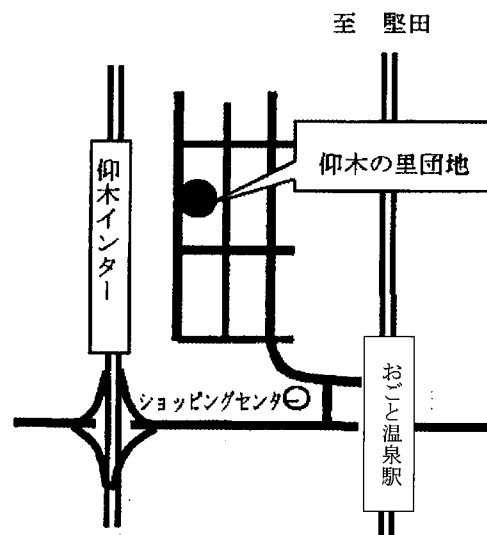 至 堅田
仰木の里団地
仰木インター
ショッピングセンター
おごと温泉駅